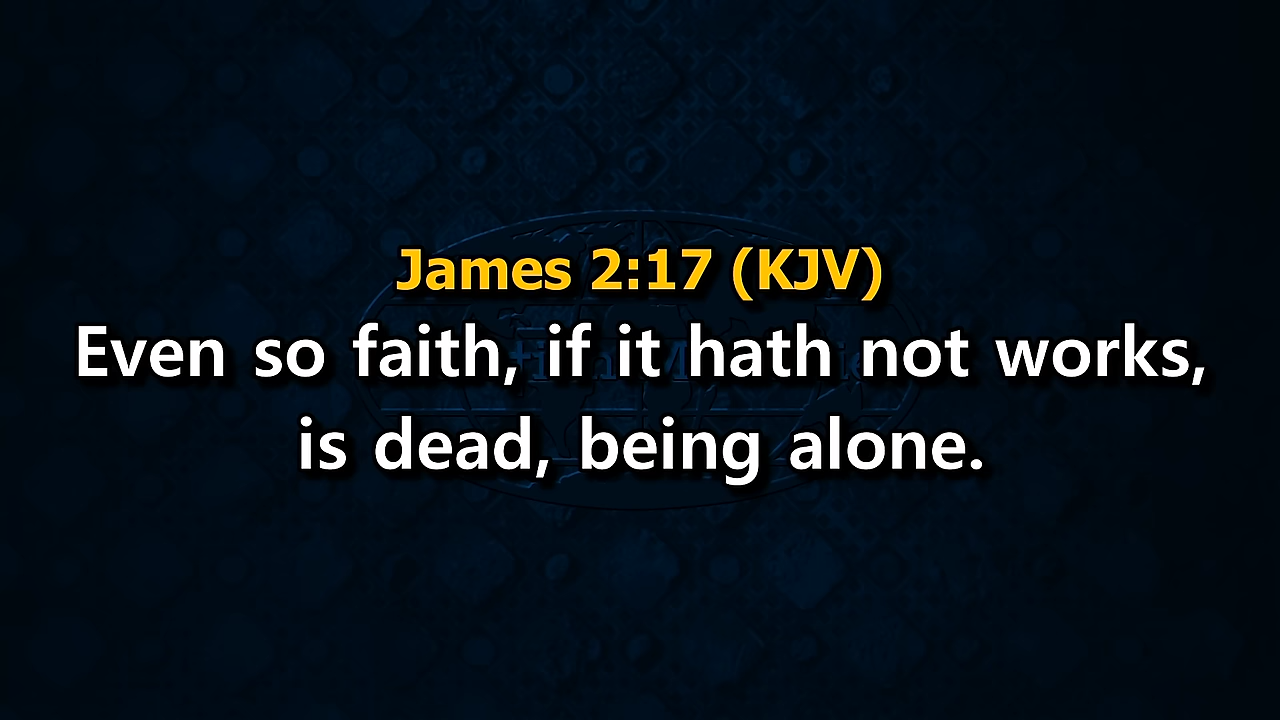 James 2:17 (KJV)
Even so faith, if it hath not works,
is dead, being alone.